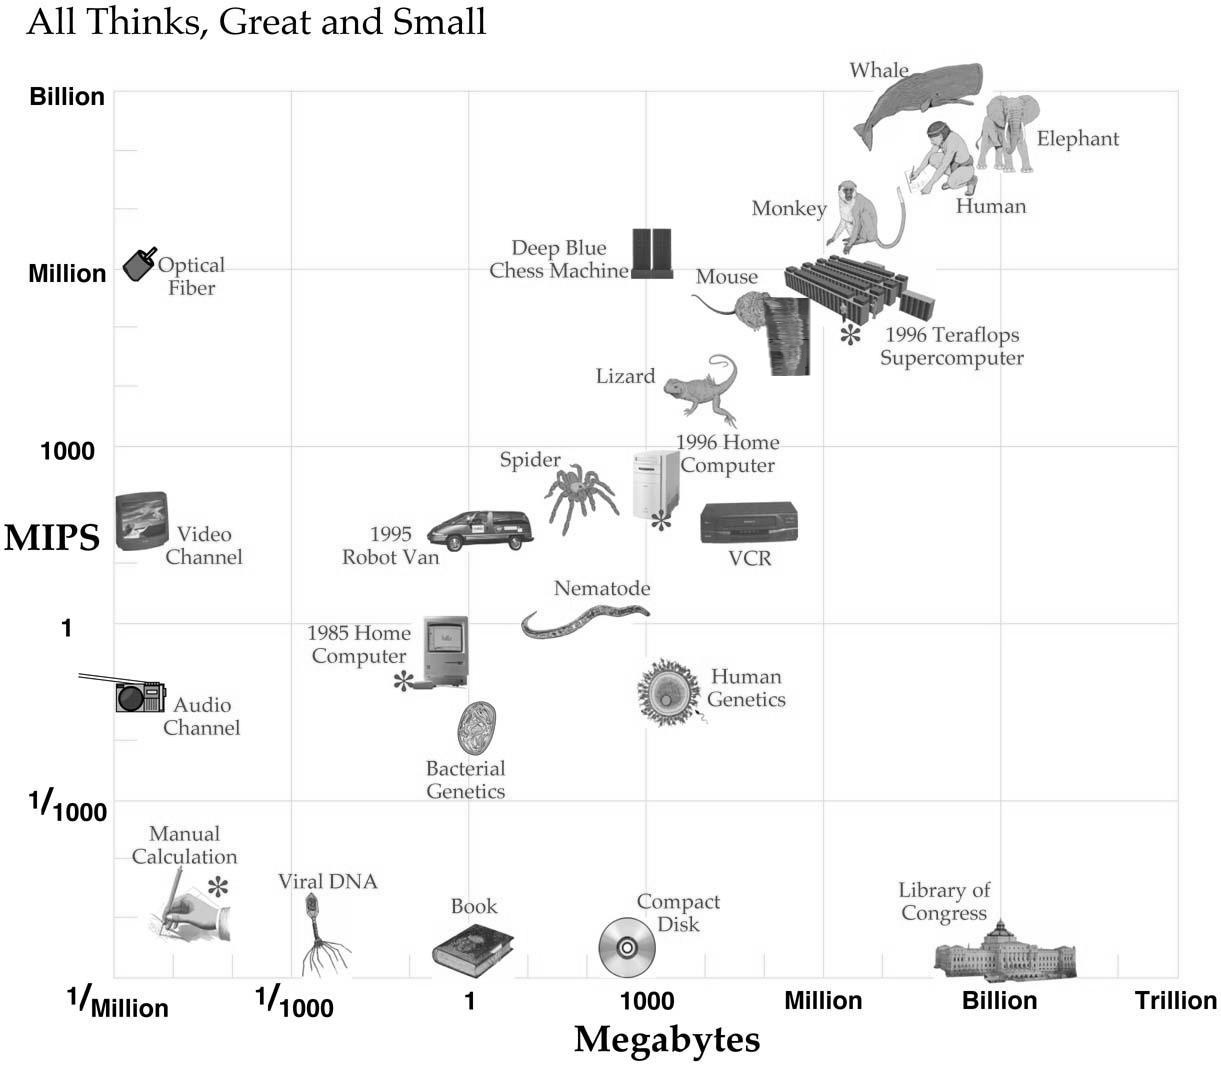 All Thinks, Great and Small
Whale
Billion
Elephant
Human
Monkey
Deep Blue
Chess Machine
Optical
Fiber
Million
Mouse
1996 Teraflops
Supercomputer
Lizard
1000
1996 Home
Computer
Spider
MIPS
Video
Channel
1995
Robot Van
VCR
Nematode
1
1985 Home
Computer
*
Human
Genetics
Audio
Channel
Bacterial
Genetics
1/1000
Manual
Calculation
*
Viral DNA
Book
Compact
Disk
Library of
Congress
1/Million
1/1000
1
1000
Million
Billion
Trillion
Megabytes